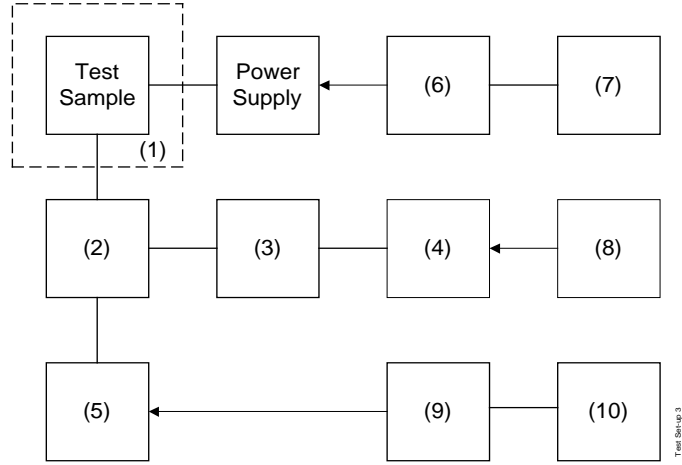 Test
Sample
Power
Supply
(6)
(7)
(1)
(2)
(3)
(4)
(8)
(5)
(9)
(10)
Test Set-up 3